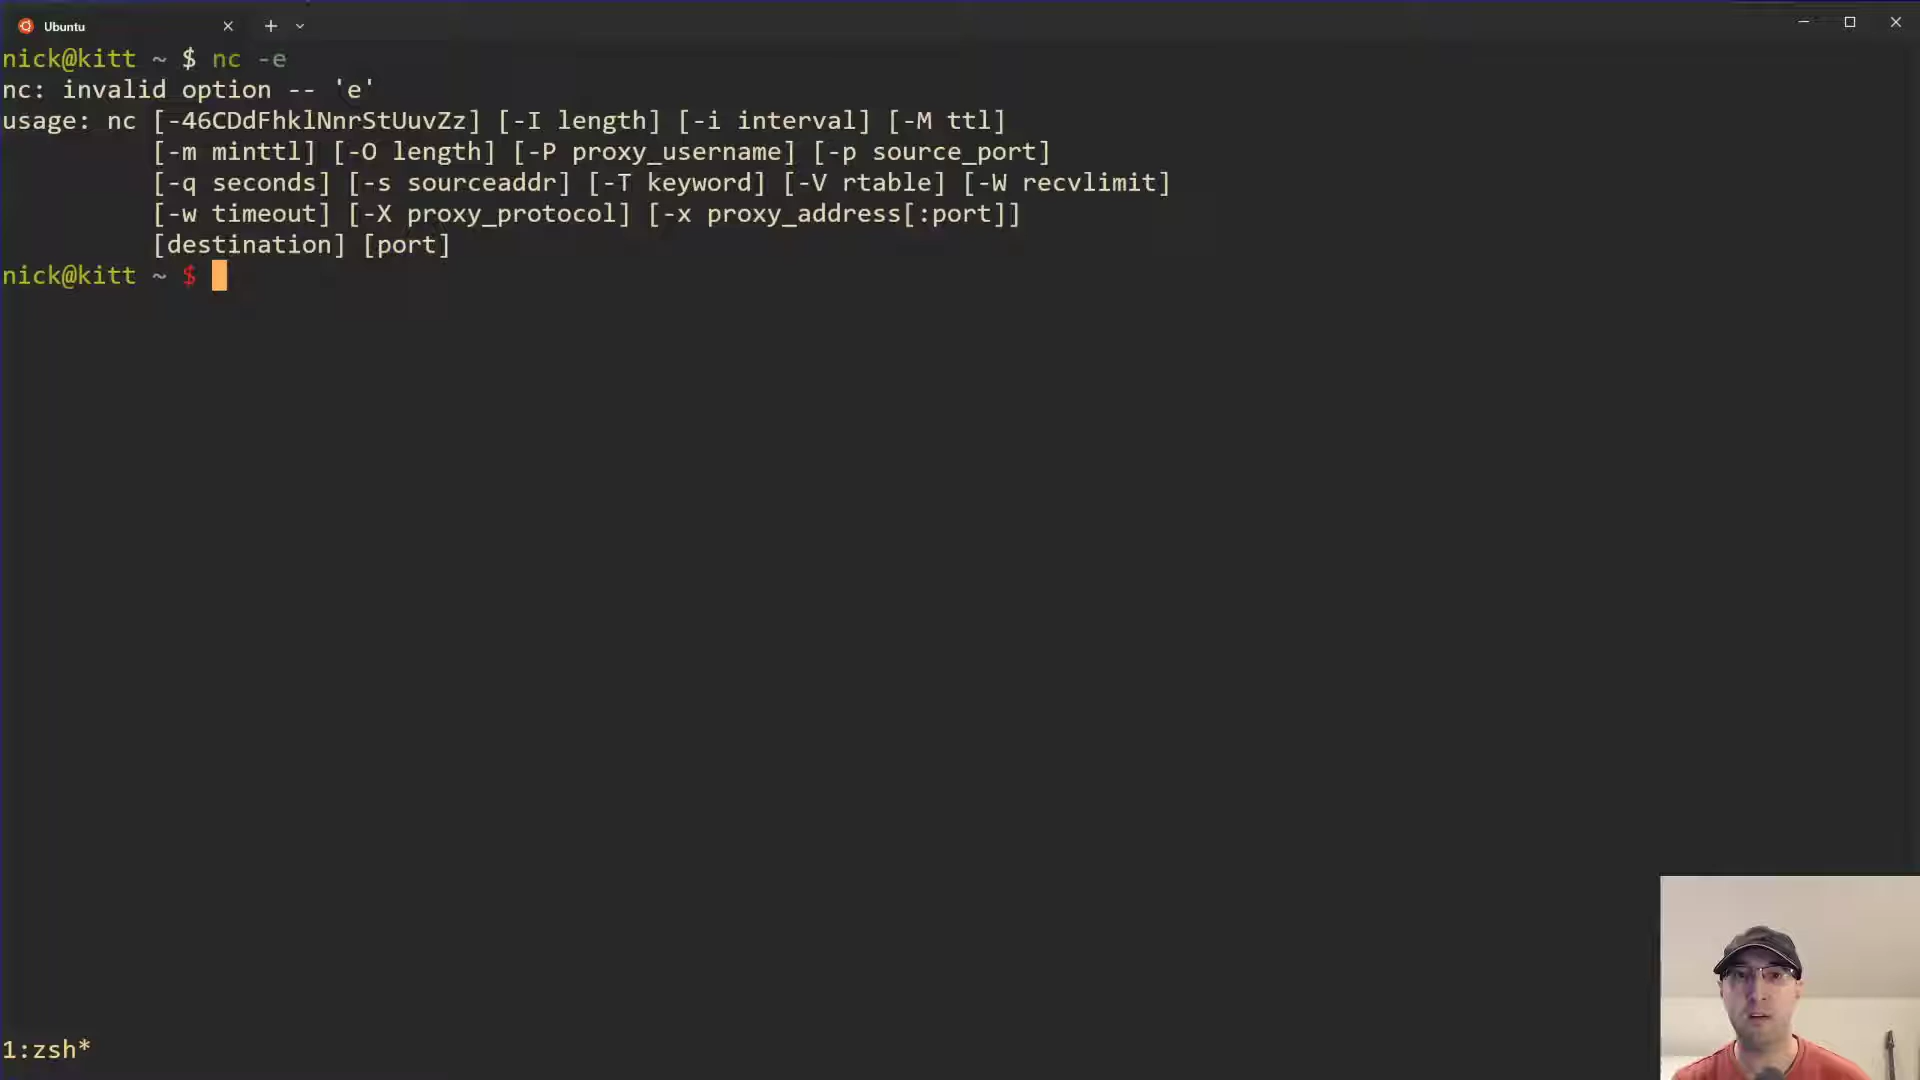 Ubuntu
nick@kitt ~ $ nc -e
nc: invalid option -- 'e'
usage: nc [-46CDdFhklNnrStUuvZz] [-I length] [-i interval] [-M ttl]
[-m minttl] [-O length] [-P proxy_username] [-p source_port]
[-q seconds] [-s sourceaddr] [-T keyword] [-V rtable] [-W recvlimit]
[-w timeout] [-X proxy_protocol] [-x proxy_address[:port]]
[destination] [port]
nick@kitt ~ $
1:zsh*